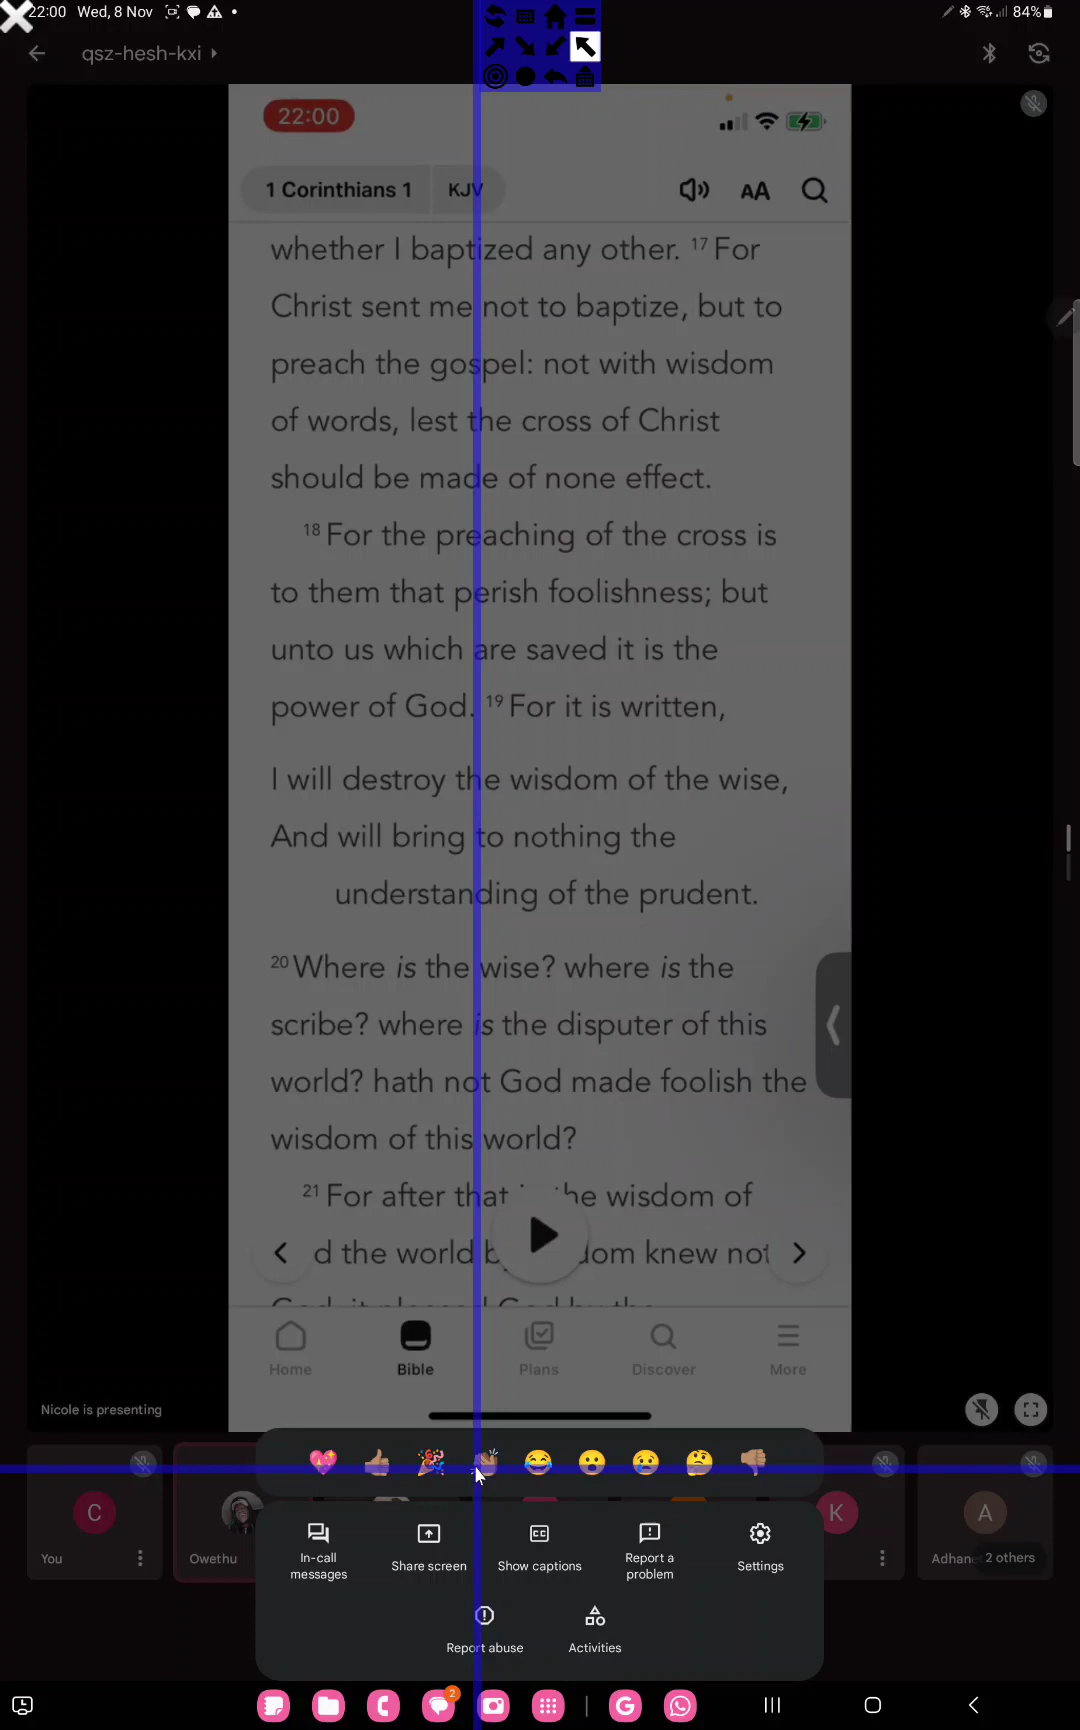 22:00 Wed, 8 Nov
84%
qsz-hesh-kxi
22:00
1 Corinthians 1 KJV
AA
whether I baptized any other. 17 For
Christ sent me not to baptize, but to
preach the gospel: not with wisdom
of words, lest the cross of Christ
should be made of none effect.
18 For the preaching of the cross is
to them that perish foolishness; but
unto us which are saved it is the
power of God. 19 For it is written,
I will destroy the wisdom of the wise,
And will bring to nothing the
understanding of the prudent.
20 Where is the wise? where is the
scribe? where is the disputer of this
world? hath not God made foolish the
wisdom of this world?
21 For after that the wisdom of
the world knew not
Home Bible Plans Discover More
Nicole is presenting
C K A
You Owethu 2 others
In-call messages
Share screen
CC
Show captions
Report a problem
Settings
Report abuse
Activities
2
G